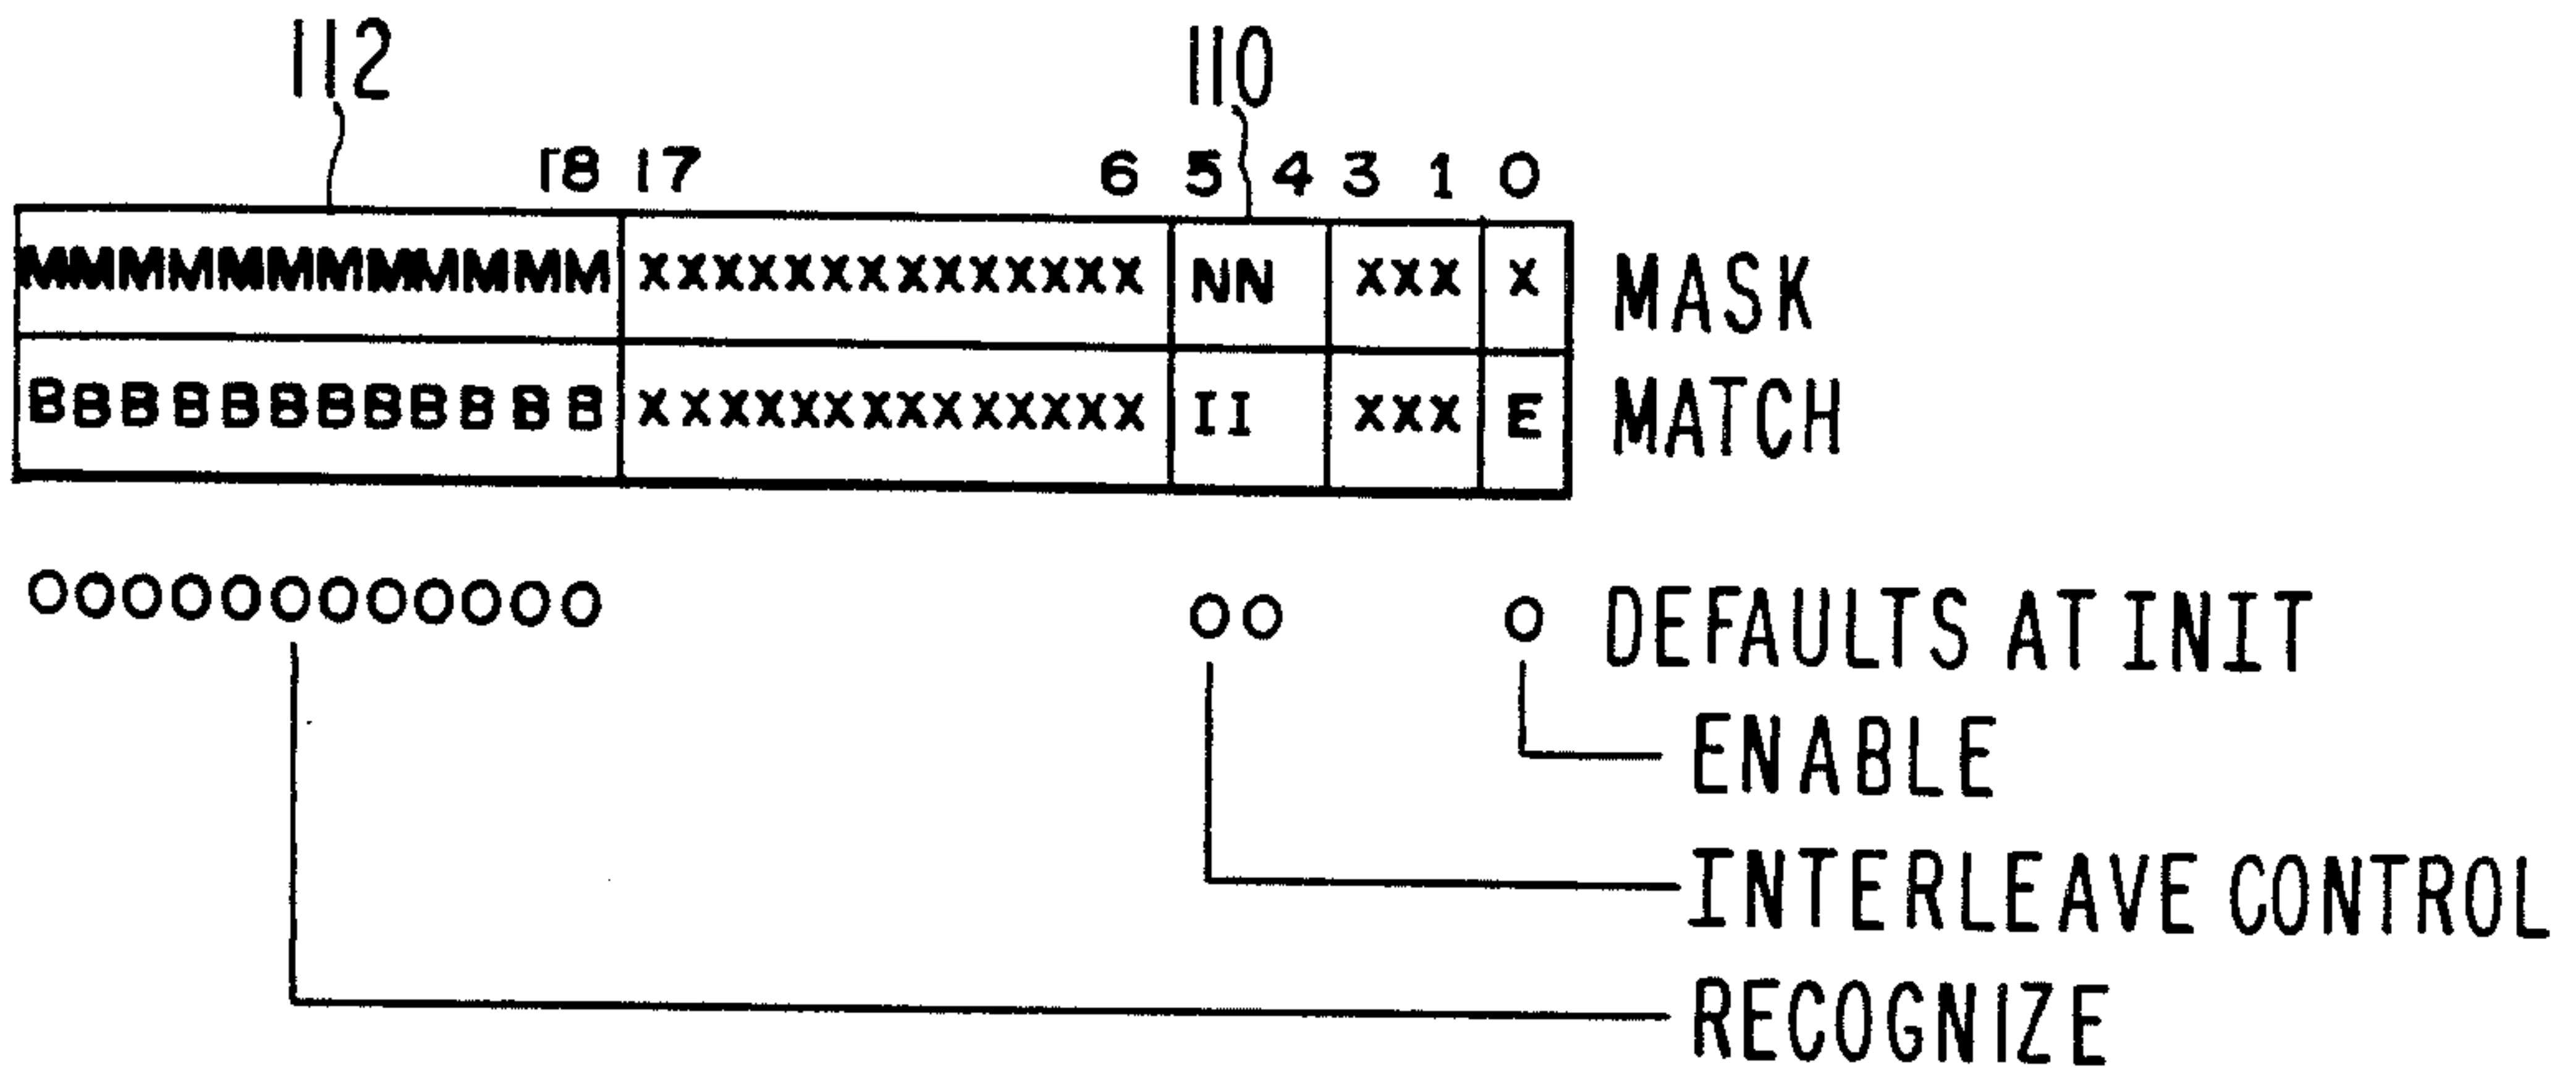 112 110
18 17 6 5 4 3 1 0
MMMMMMMMMMMM XXXXXXXXXXXXXX NN XXX X MASK
BBBBBBBBBBBB XXXXXXXXXXXXXX II XXX E MATCH
000000000000 00 0 DEFAULTS AT INIT
ENABLE
INTERLEAVE CONTROL
RECOGNIZE